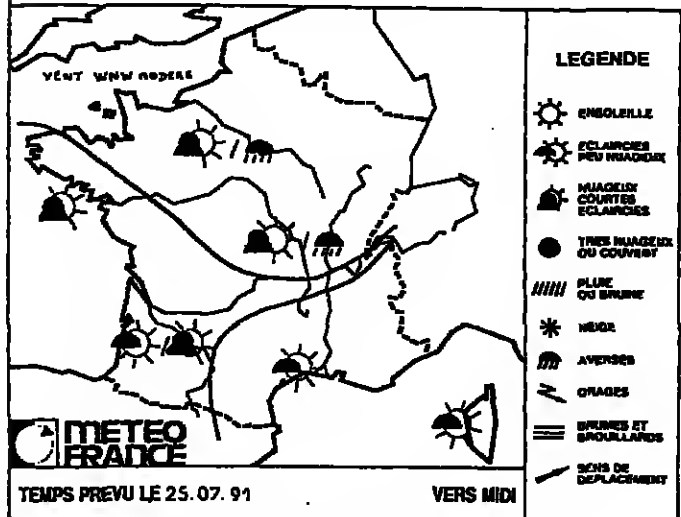 VENT WNW MODERE
METEO
FRANCE
TEMPS PREVU LE 25.07.91
VERS MIDI
LEGENDE
ENSOLEILLE
ECLAIRCIES
PEU NUAGEUX
NUAGEUX
COURTES
ECLAIRCIES
TRES NUAGEUX
OU COUVERT
PLUIE
OU BRUINE
NEIGE
AVERSES
ORAGES
BRUMES ET
BROUILLARDS
SENS DE
DEPLACEMENT